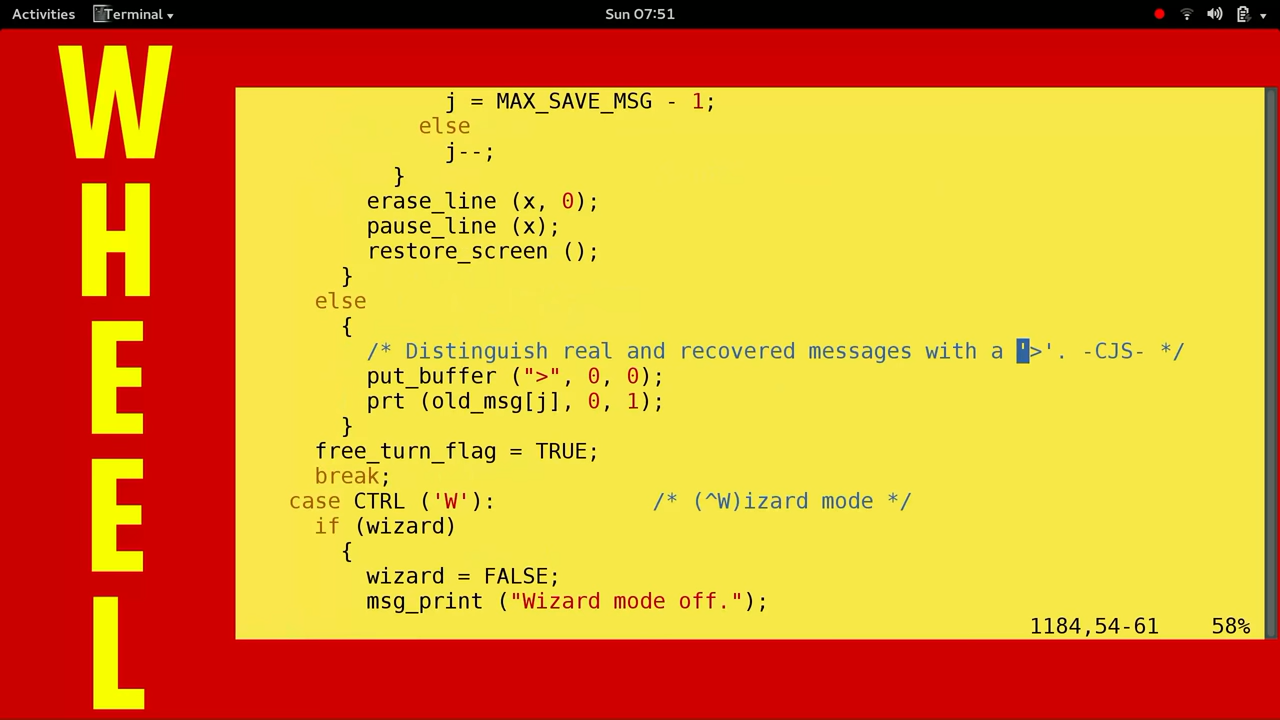 Activities Terminal Sun 07:51
WHEEL
j = MAX_SAVE_MSG - 1;
else
j--;
}
erase_line (x, 0);
pause_line (x);
restore_screen ();
}
else
{
/* Distinguish real and recovered messages with a '>'. -CJS- */
put_buffer (">", 0, 0);
prt (old_msg[j], 0, 1);
}
free_turn_flag = TRUE;
break;
case CTRL ('W'): /* (^W)izard mode */
if (wizard)
{
wizard = FALSE;
msg_print ("Wizard mode off.");
1184,54-61 58%